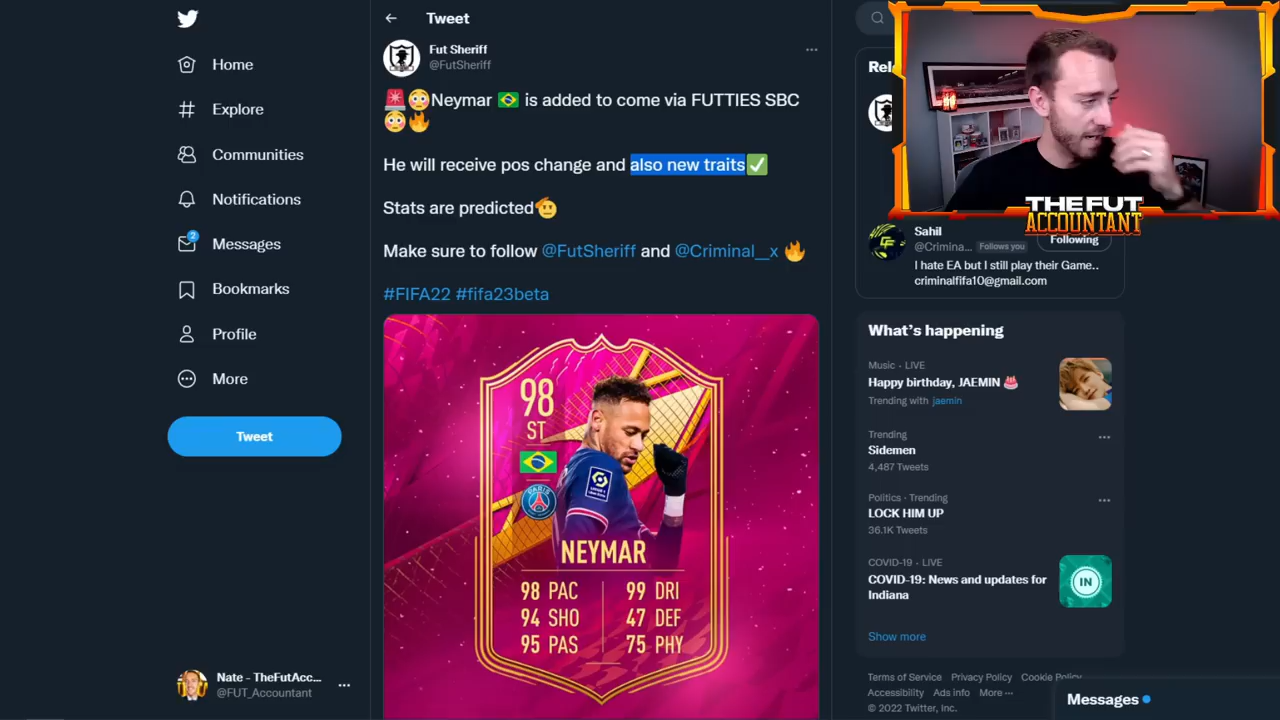 Home
Explore
Communities
Notifications
2
Messages
Bookmarks
Profile
More
Tweet
Nate - TheFutAcc...
@FUT_Accountant
Tweet
Fut Sheriff
@FutSheriff
🚨😳Neymar 🇧🇷 is added to come via FUTTIES SBC
😳🔥
He will receive pos change and also new traits✅
Stats are predicted🫡
Make sure to follow @FutSheriff and @Criminal__x 🔥
#FIFA22 #fifa23beta
98
ST
NEYMAR
98 PAC
94 SHO
95 PAS
99 DRI
47 DEF
75 PHY
THE FUT
ACCOUNTANT
Sahil
@Crimina... Follows you
Following
I hate EA but I still play their Game..
criminalfifa10@gmail.com
What's happening
Music · LIVE
Happy birthday, JAEMIN 🎂
Trending with jaemin
Trending
Sidemen
4,487 Tweets
Politics · Trending
LOCK HIM UP
36.1K Tweets
COVID-19 · LIVE
COVID-19: News and updates for
Indiana
IN
Show more
Terms of Service Privacy Policy Cookie Policy
Accessibility Ads info More ···
© 2022 Twitter, Inc.
Messages